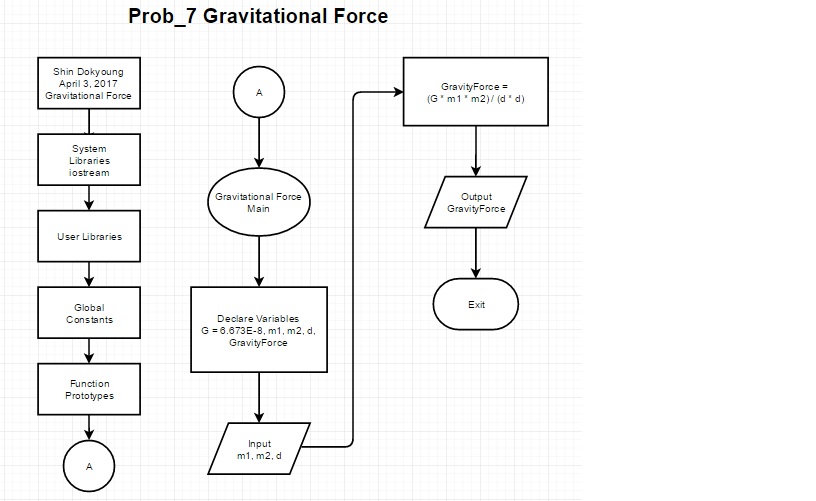 Prob_7 Gravitational Force
Shin Dokyoung
April 3, 2017
Gravitational Force
System
Libraries
iostream
User Libraries
Global
Constants
Function
Prototypes
A
A
Gravitational Force
Main
Declare Variables
G = 6.673E-8, m1, m2, d,
GravityForce
Input
m1, m2, d
GravityForce =
(G * m1 * m2) / (d * d)
Output
GravityForce
Exit